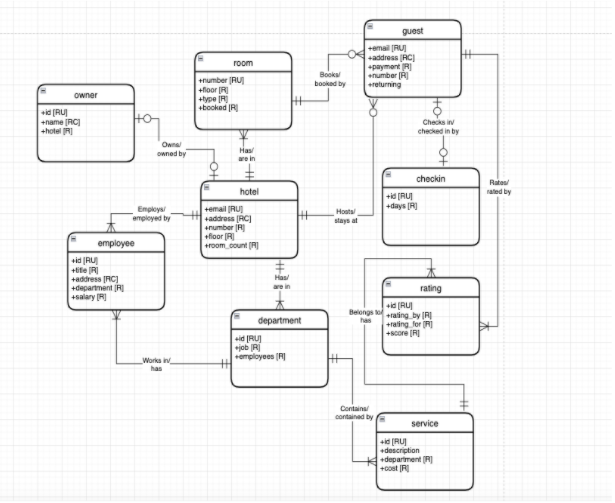 guest
+email [RU]
+address [RC]
+payment [R]
+number [R]
+returning
room
+number [RU]
+floor [R]
+type [R]
+booked [R]
Books/
booked by
owner
+id [RU]
+name [RC]
+hotel [R]
Owns/
owned by
Has/
are in
Checks in/
checked in by
checkin
+id [RU]
+days [R]
Rates/
rated by
hotel
+email [RU]
+address [RC]
+number [R]
+floor [R]
+room_count [R]
Employs/
employed by
Hosts/
stays at
employee
+id [RU]
+title [R]
+address [RC]
+department [R]
+salary [R]
Has/
are in
rating
+id [RU]
+rating_by [R]
+rating_for [R]
+score [R]
Belongs to/
has
department
+id [RU]
+job [R]
+employees [R]
Works in/
has
Contains/
contained by
service
+id [RU]
+description
+department [R]
+cost [R]